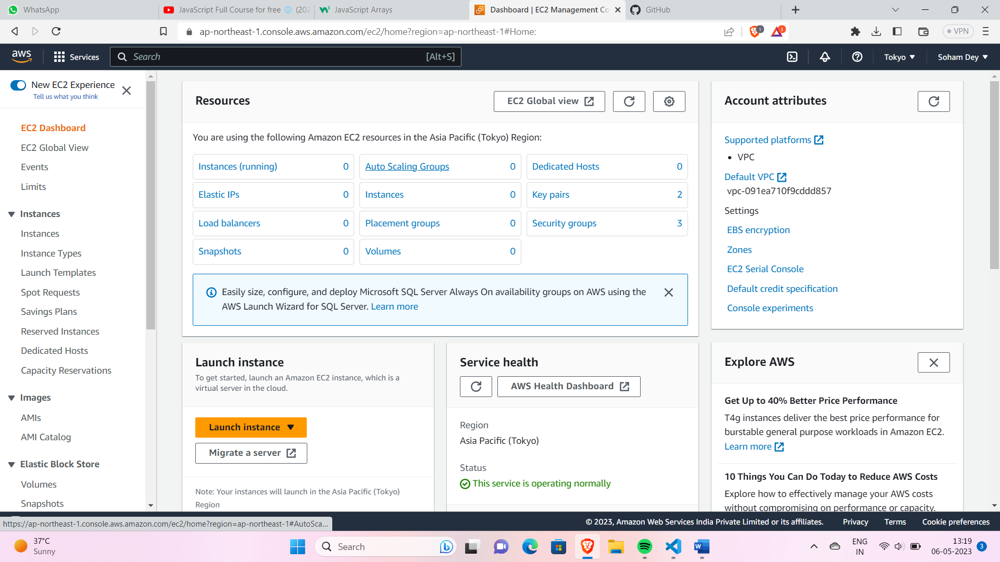 WhatsApp
JavaScript Full Course for free 🌐 (202
JavaScript Arrays
Dashboard | EC2 Management Co
GitHub
ap-northeast-1.console.aws.amazon.com/ec2/home?region=ap-northeast-1#Home:
1
3
VPN
aws
Services
Search
[Alt+S]
Tokyo
Soham Dey
New EC2 Experience
Tell us what you think
EC2 Dashboard
EC2 Global View
Events
Limits
Instances
Instances
Instance Types
Launch Templates
Spot Requests
Savings Plans
Reserved Instances
Dedicated Hosts
Capacity Reservations
Images
AMIs
AMI Catalog
Elastic Block Store
Volumes
Snapshots
Resources
EC2 Global view
You are using the following Amazon EC2 resources in the Asia Pacific (Tokyo) Region:
Instances (running) 0
Auto Scaling Groups 0
Dedicated Hosts 0
Elastic IPs 0
Instances 0
Key pairs 2
Load balancers 0
Placement groups 0
Security groups 3
Snapshots 0
Volumes 0
Easily size, configure, and deploy Microsoft SQL Server Always On availability groups on AWS using the
AWS Launch Wizard for SQL Server. Learn more
Launch instance
To get started, launch an Amazon EC2 instance, which is a
virtual server in the cloud.
Launch instance
Migrate a server
Note: Your instances will launch in the Asia Pacific (Tokyo)
Region
Service health
AWS Health Dashboard
Region
Asia Pacific (Tokyo)
Status
This service is operating normally
Account attributes
Supported platforms
• VPC
Default VPC
vpc-091ea710f9cddd857
Settings
EBS encryption
Zones
EC2 Serial Console
Default credit specification
Console experiments
Explore AWS
Get Up to 40% Better Price Performance
T4g instances deliver the best price performance for
burstable general purpose workloads in Amazon EC2.
Learn more
10 Things You Can Do Today to Reduce AWS Costs
Explore how to effectively manage your AWS costs
without compromising on performance or capacity.
https://ap-northeast-1.console.aws.amazon.com/ec2/home?region=ap-northeast-1#AutoSca...
© 2023, Amazon Web Services India Private Limited or its affiliates.
Privacy
Terms
Cookie preferences
37°C
Sunny
Search
W
ENG
IN
13:19
06-05-2023
3